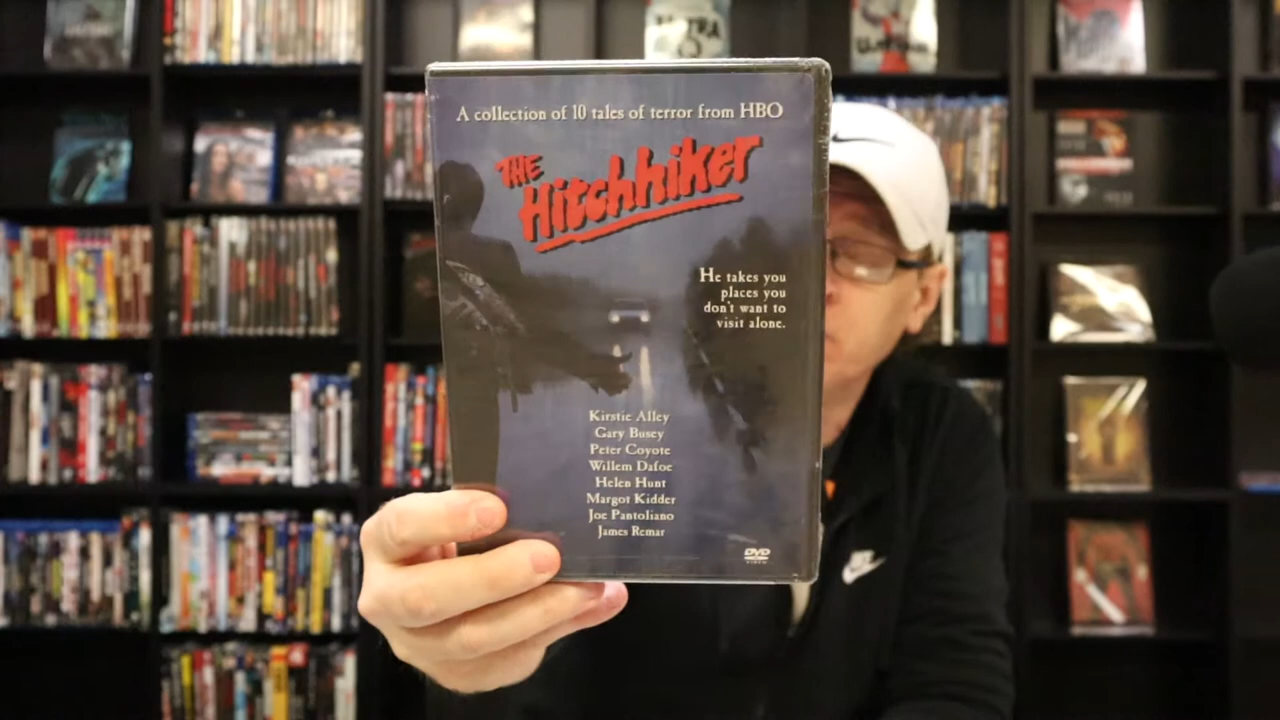 A collection of 10 tales of terror from HBO
THE
Hitchhiker
He takes you
places you
don't want to
visit alone.
Kirstie Alley
Gary Busey
Peter Coyote
Willem Dafoe
Helen Hunt
Margot Kidder
Joe Pantoliano
James Remar
DVD
VIDEO